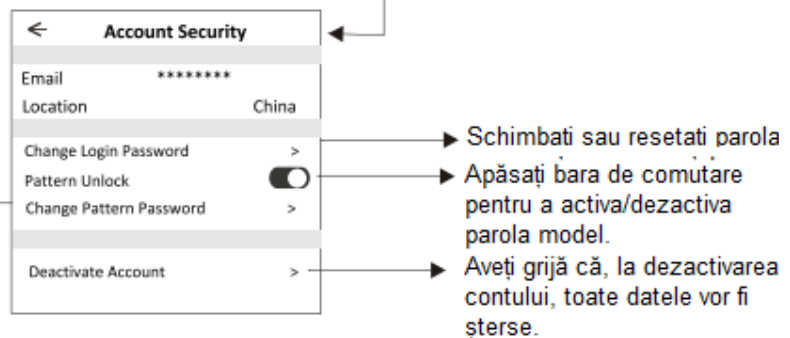 ← Account Security
Email ********
Location China
Change Login Password >
Pattern Unlock
Change Pattern Password >
Deactivate Account >
Schimbati sau resetati parola
Apăsați bara de comutare
pentru a activa/dezactiva
parola model.
Aveți grijă că, la dezactivarea
contului, toate datele vor fi
șterse.